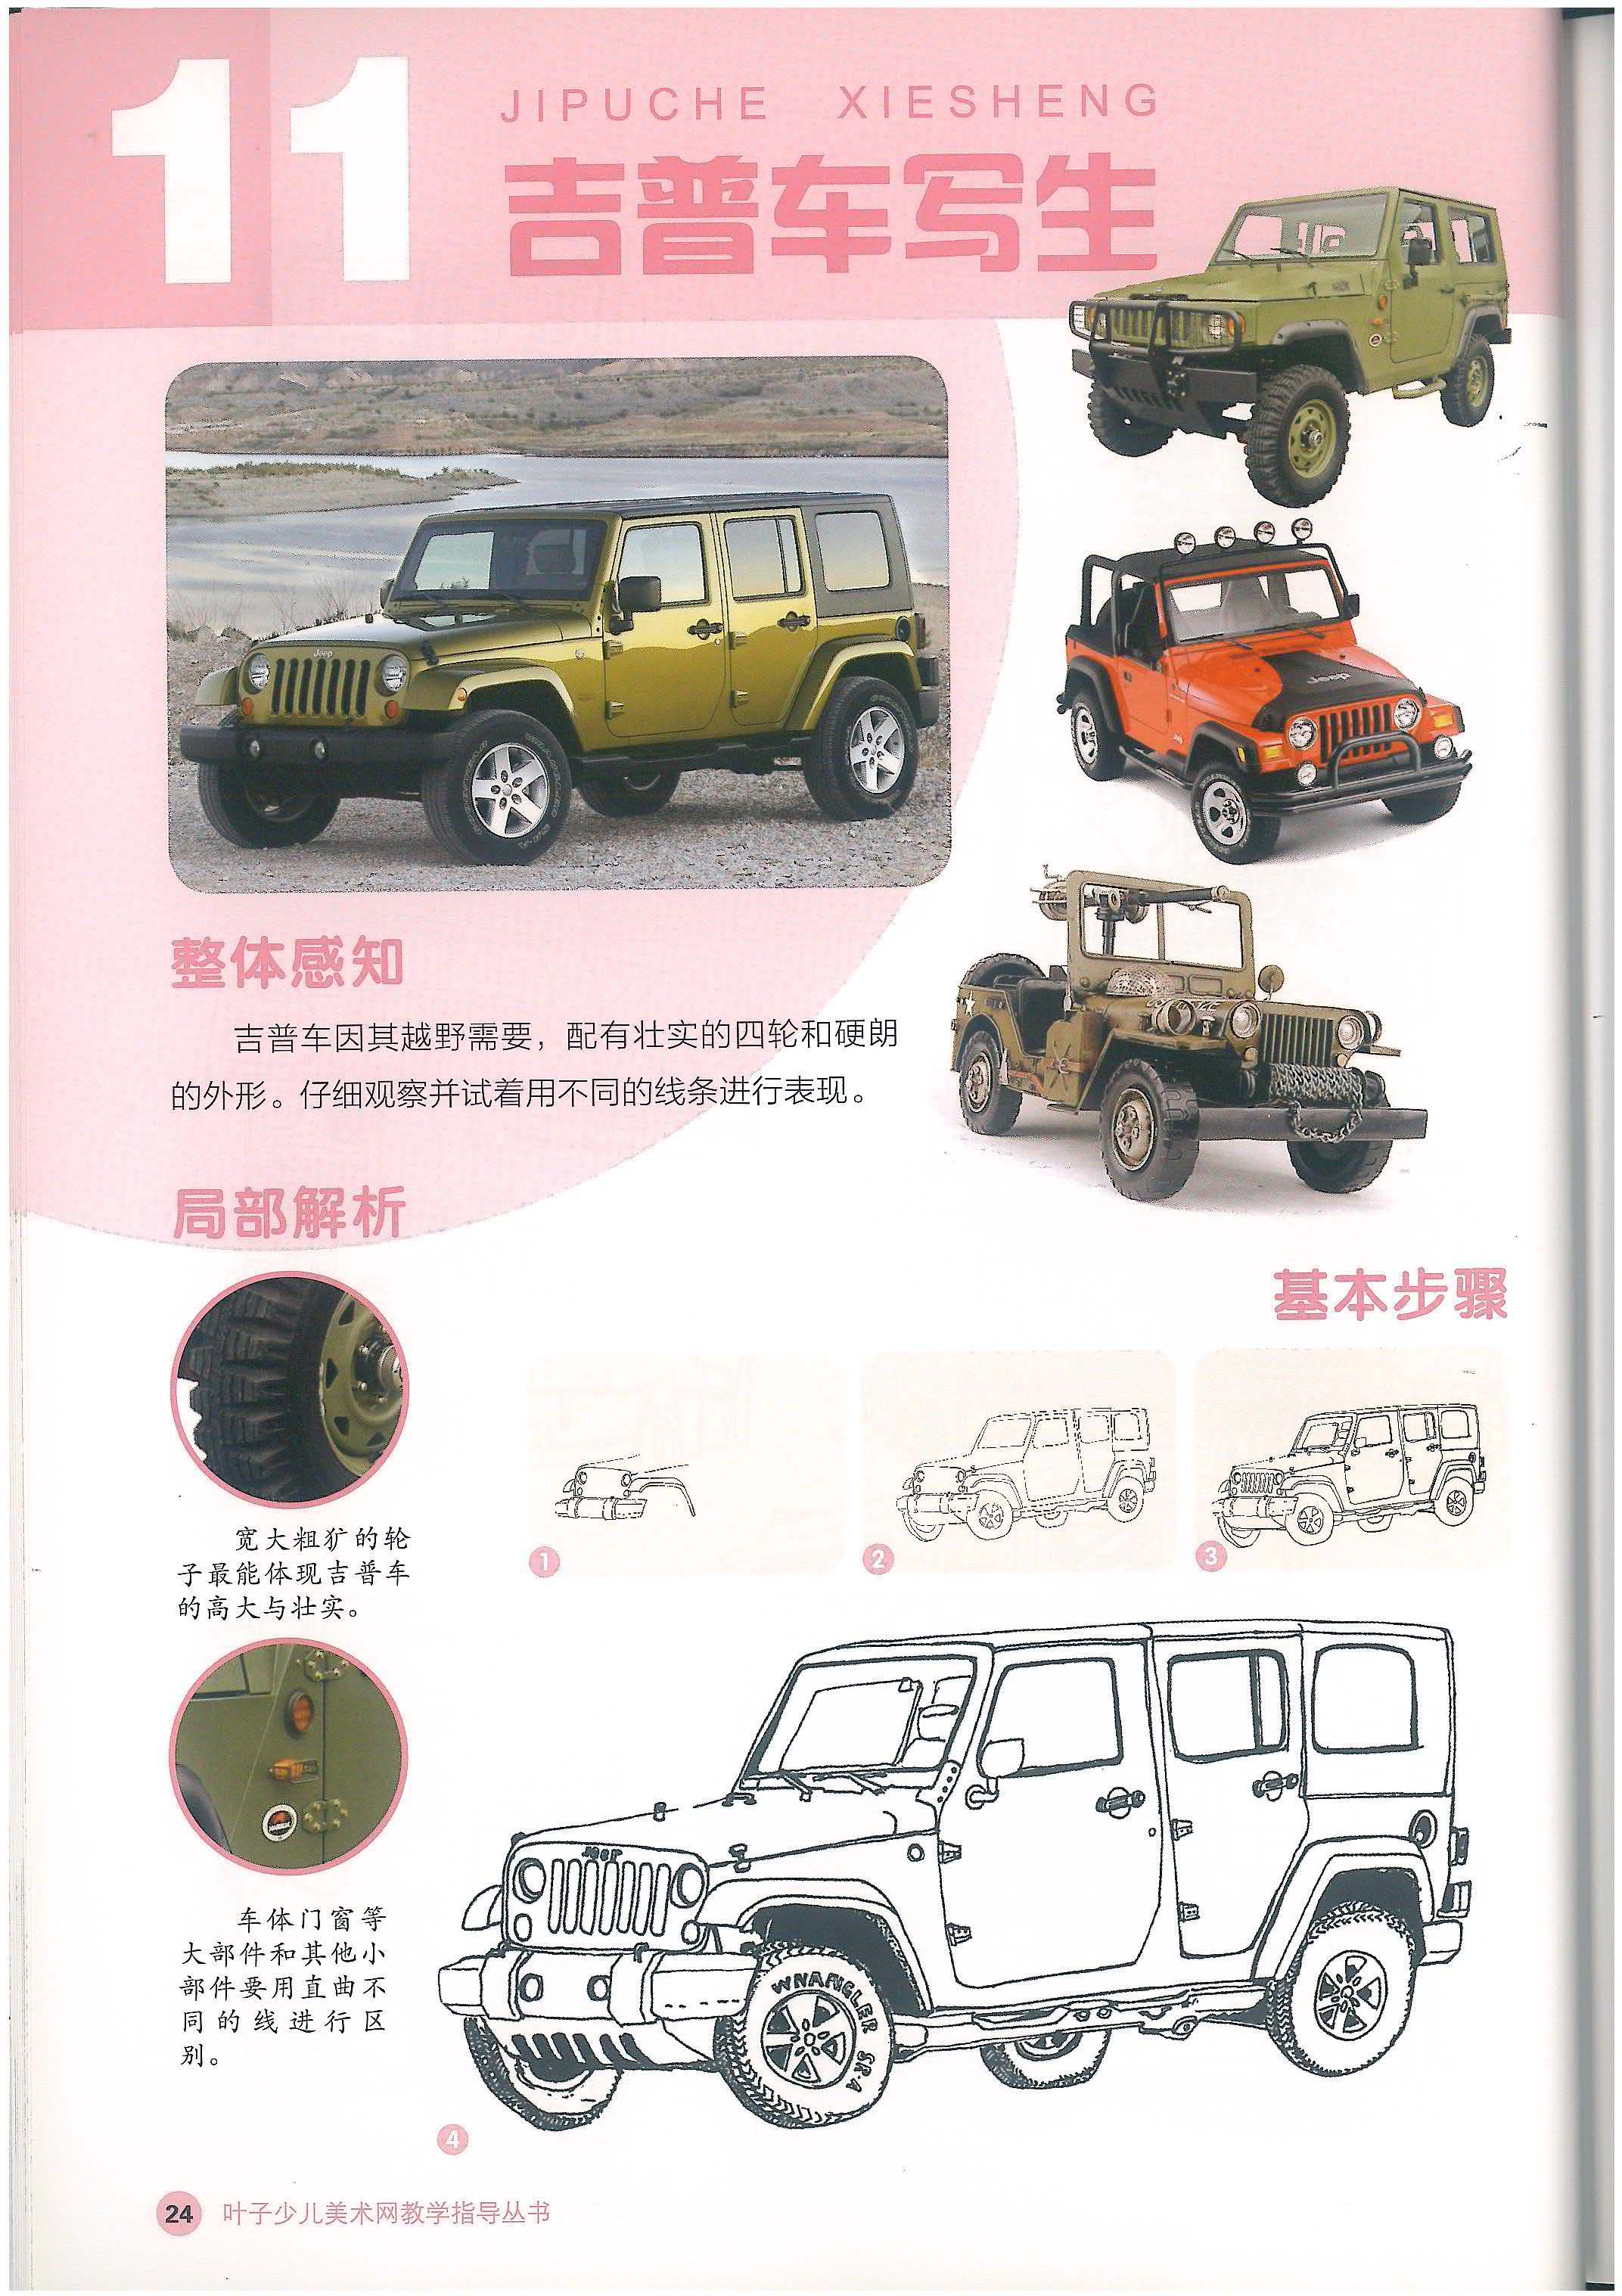 11
JIPUCHE XIESHENG
吉普车写生
Jeep
Jeep
整体感知
吉普车因其越野需要，配有壮实的四轮和硬朗
的外形。仔细观察并试着用不同的线条进行表现。
局部解析
基本步骤
宽大粗犷的轮
子最能体现吉普车
的高大与壮实。
1
2
3
车体门窗等
大部件和其他小
部件要用直曲不
同的线进行区
别。
JEEP
WRANGLER SR·A
4
24 叶子少儿美术网教学指导丛书